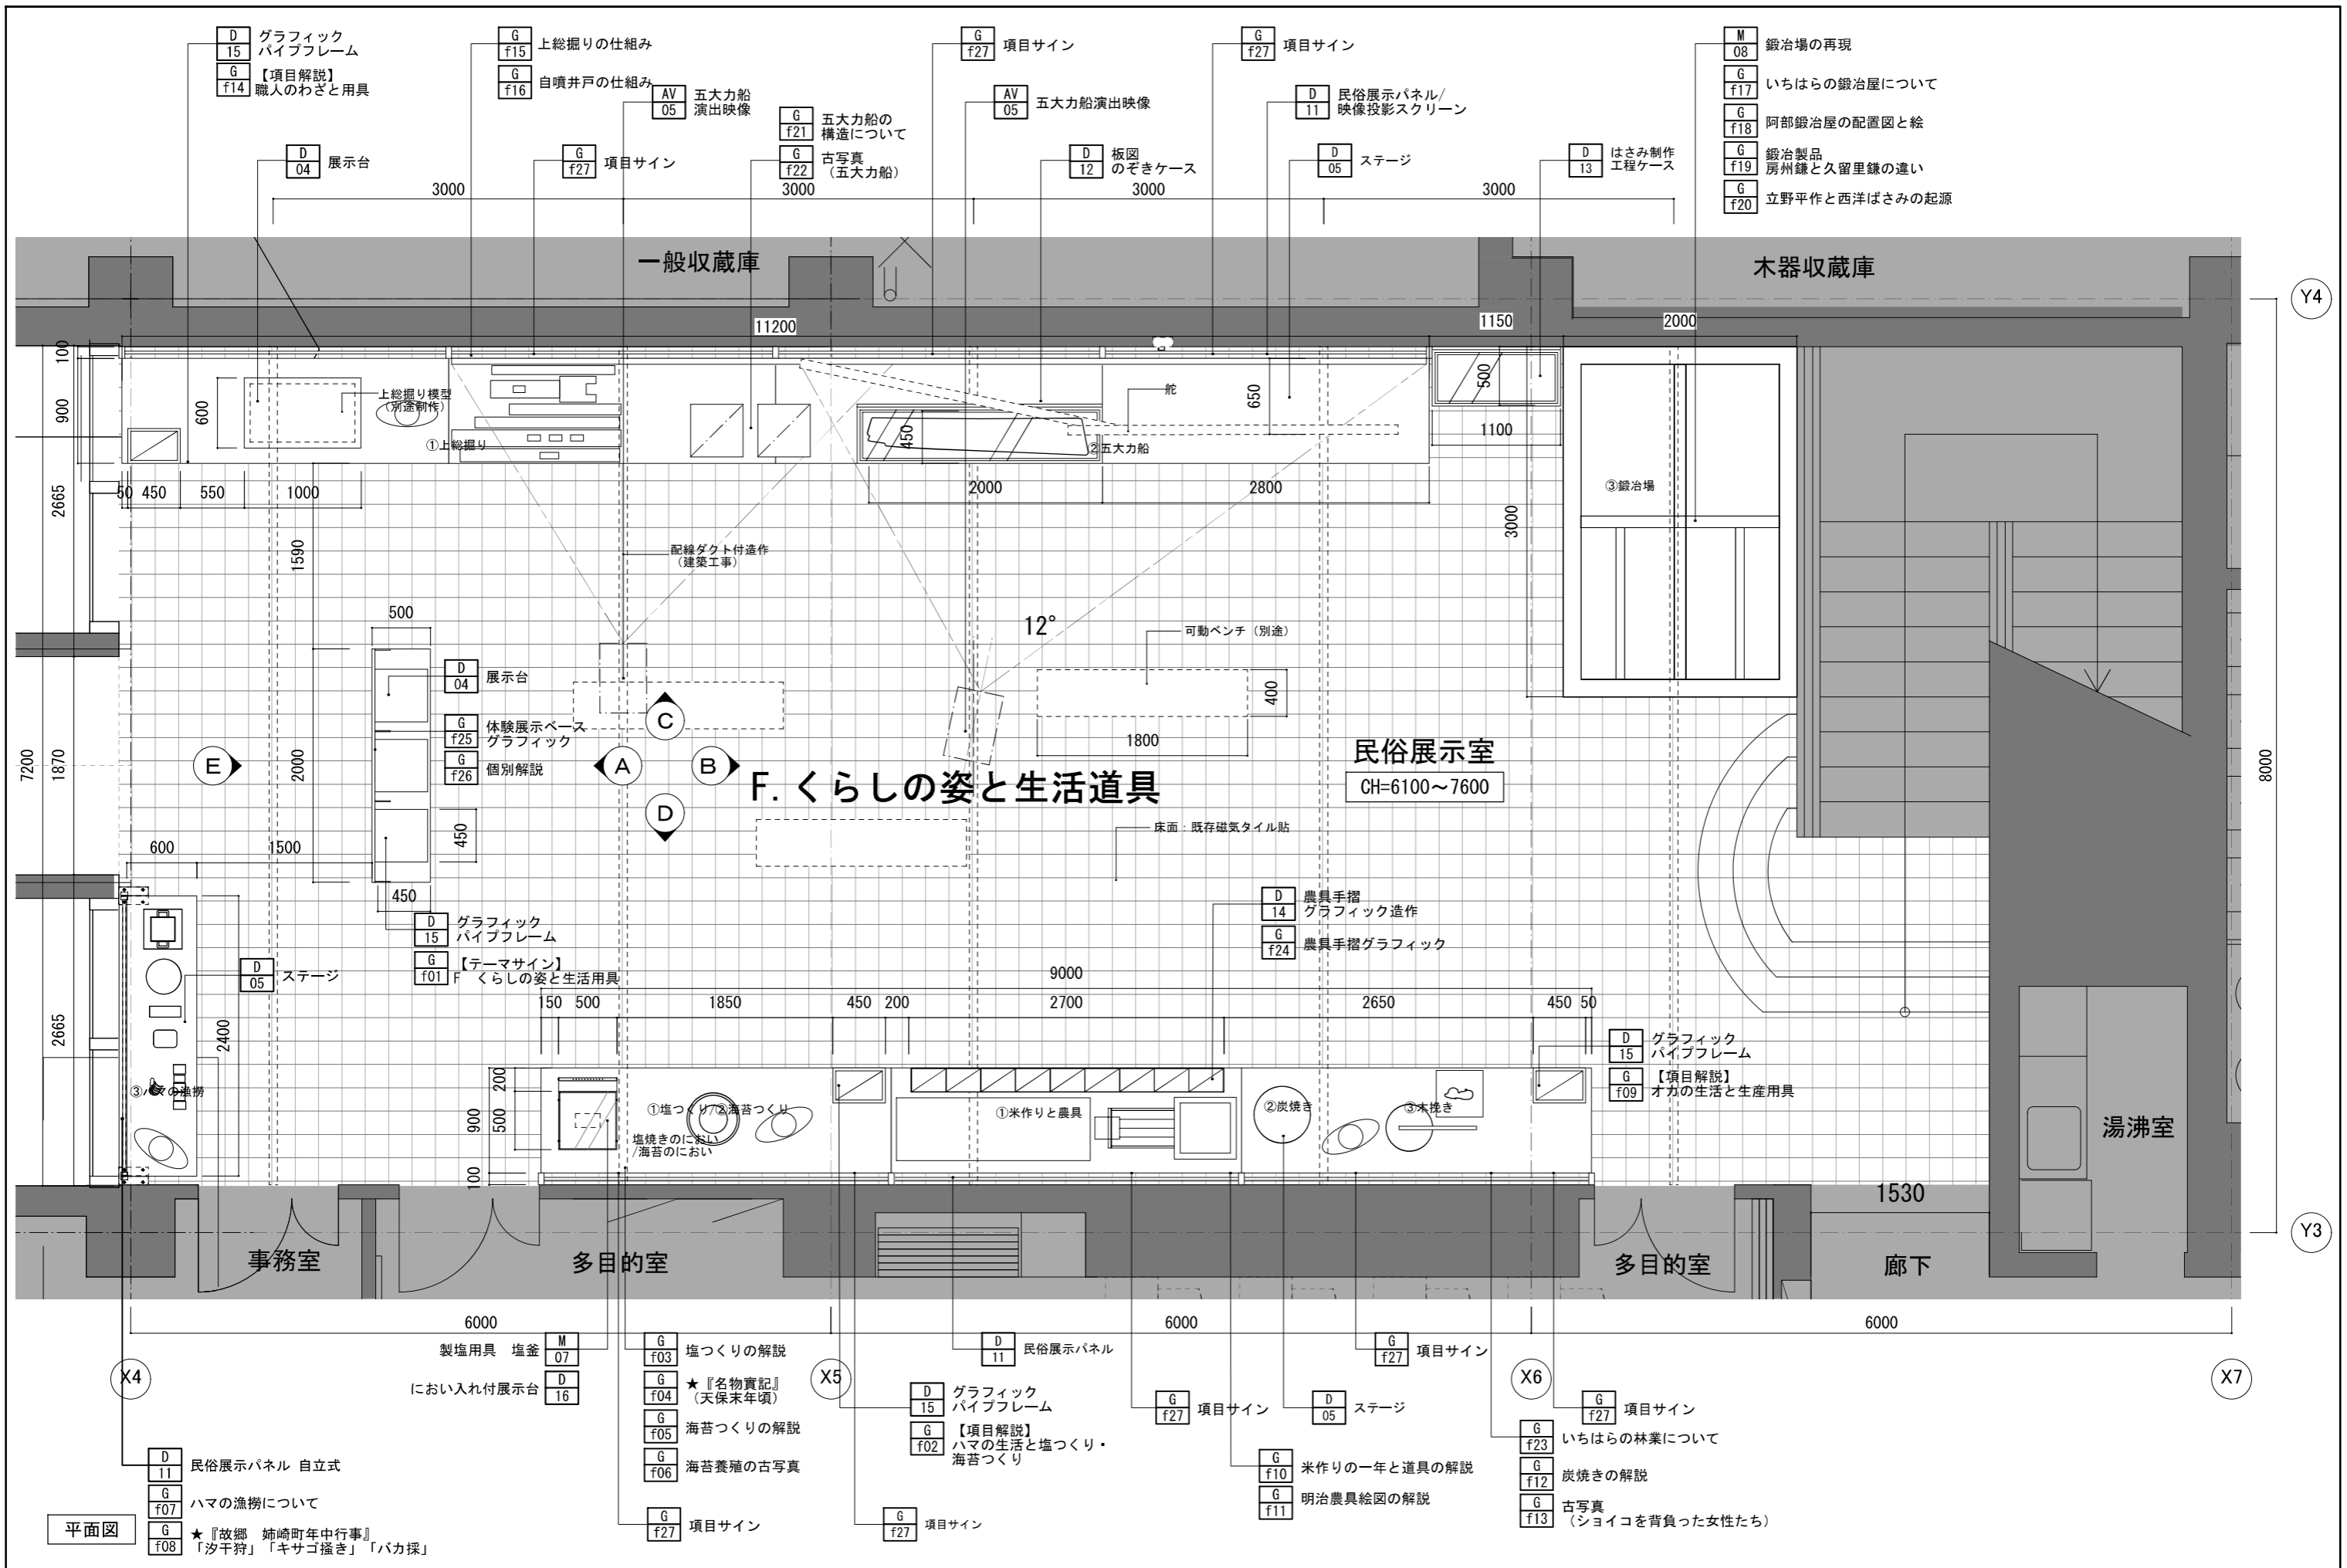 D 15 グラフィック
パイプフレーム
G f14 【項目解説】
職人のわざと用具
G f15 上総掘りの仕組み
G f16 自噴井戸の仕組み
AV 05 五大力船
演出映像
G f21 五大力船の
構造について
G f22 古写真
（五大力船）
G f27 項目サイン
AV 05 五大力船演出映像
G f27 項目サイン
D 11 民俗展示パネル/
映像投影スクリーン
M 08 鍛冶場の再現
G f17 いちはらの鍛冶屋について
G f18 阿部鍛冶屋の配置図と絵
G f19 鍛冶製品
房州鎌と久留里鎌の違い
G f20 立野平作と西洋ばさみの起源
D 04 展示台
G f27 項目サイン
D 12 板図
のぞきケース
D 05 ステージ
D 13 はさみ制作
工程ケース
3000 3000 3000 3000
一般収蔵庫
木器収蔵庫
Y4
11200 1150 2000
100
900
600
上総掘り模型
（別途制作）
①上総掘り
450
②五大力船
舵
650
500
1100
③鍛冶場
50 450 550 1000
2000 2800
2665
1590
3000
配線ダクト付造作
（建築工事）
500
12°
可動ベンチ（別途）
400
1800
D 04 展示台
G f25 体験展示ベース
グラフィック
G f26 個別解説
C
E A B
D
7200
1870
2000
450
民俗展示室
F. くらしの姿と生活道具
CH=6100〜7600
8000
床面：既存磁気タイル貼
600 1500
450
D 15 グラフィック
パイプフレーム
G f01 【テーマサイン】
F くらしの姿と生活用具
D 05 ステージ
D 14 農具手摺
グラフィック造作
G f24 農具手摺グラフィック
9000
150 500 1850 450 200 2700 2650 450 50
2665
2400
③ハマの漁撈
200
900
500
100
①塩つくり/②海苔つくり
塩焼きのにおい
/海苔のにおい
①米作りと農具
②炭焼き
③木挽き
D 15 グラフィック
パイプフレーム
G f09 【項目解説】
オカの生活と生産用具
湯沸室
1530
事務室
多目的室
多目的室
廊下
Y3
6000 6000 6000
X4 X5 X6 X7
製塩用具 塩釜 M 07
におい入れ付展示台 D 16
G f03 塩つくりの解説
G f04 ★『名物實記』
（天保末年頃）
G f05 海苔つくりの解説
G f06 海苔養殖の古写真
G f27 項目サイン
D 11 民俗展示パネル
D 15 グラフィック
パイプフレーム
G f02 【項目解説】
ハマの生活と塩つくり・
海苔つくり
G f27 項目サイン
G f27 項目サイン
D 05 ステージ
G f27 項目サイン
G f10 米作りの一年と道具の解説
G f11 明治農具絵図の解説
G f27 項目サイン
G f23 いちはらの林業について
G f12 炭焼きの解説
G f13 古写真
（ショイコを背負った女性たち）
D 11 民俗展示パネル 自立式
G f07 ハマの漁撈について
G f08 ★『故郷 姉崎町年中行事』
「汐干狩」「キサゴ掻き」「バカ採」
平面図